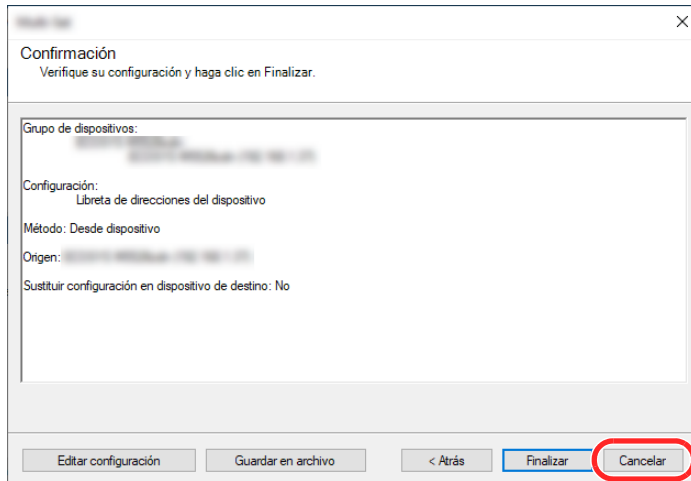 Confirmación
Verifique su configuración y haga clic en Finalizar.
Grupo de dispositivos:
Configuración:
Libreta de direcciones del dispositivo
Método: Desde dispositivo
Origen:
Sustituir configuración en dispositivo de destino: No
Editar configuración
Guardar en archivo
< Atrás
Finalizar
Cancelar